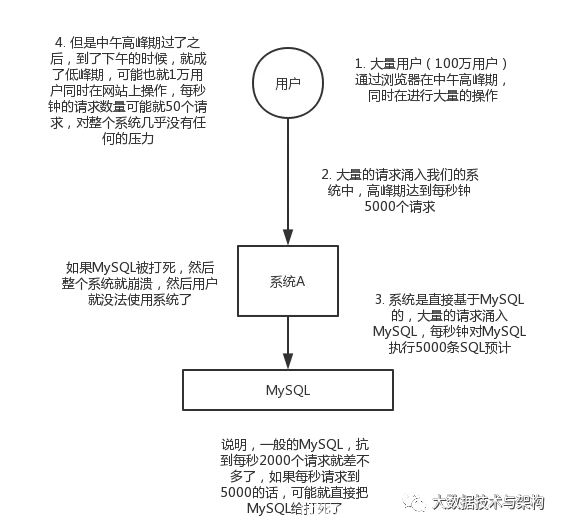 4. 但是中午高峰期过了之
后，到了下午的时候，就成
了低峰期，可能也就1万用
户同时在网站上操作，每秒
钟的请求数量可能就50个请
求，对整个系统几乎没有任
何的压力
用户
1. 大量用户（100万用户）
通过浏览器在中午高峰期，
同时在进行大量的操作
2. 大量的请求涌入我们的系
统中，高峰期达到每秒钟
5000个请求
如果MySQL被打死，然后
整个系统就崩溃，然后用户
就没法使用系统了
系统A
3. 系统是直接基于MySQL
的，大量的请求涌入
MySQL，每秒钟对MySQL
执行5000条SQL预计
MySQL
说明，一般的MySQL，抗
到每秒2000个请求就差不
多了，如果每秒请求到
5000的话，可能就直接把
MySQL给打死了
大数据技术与架构